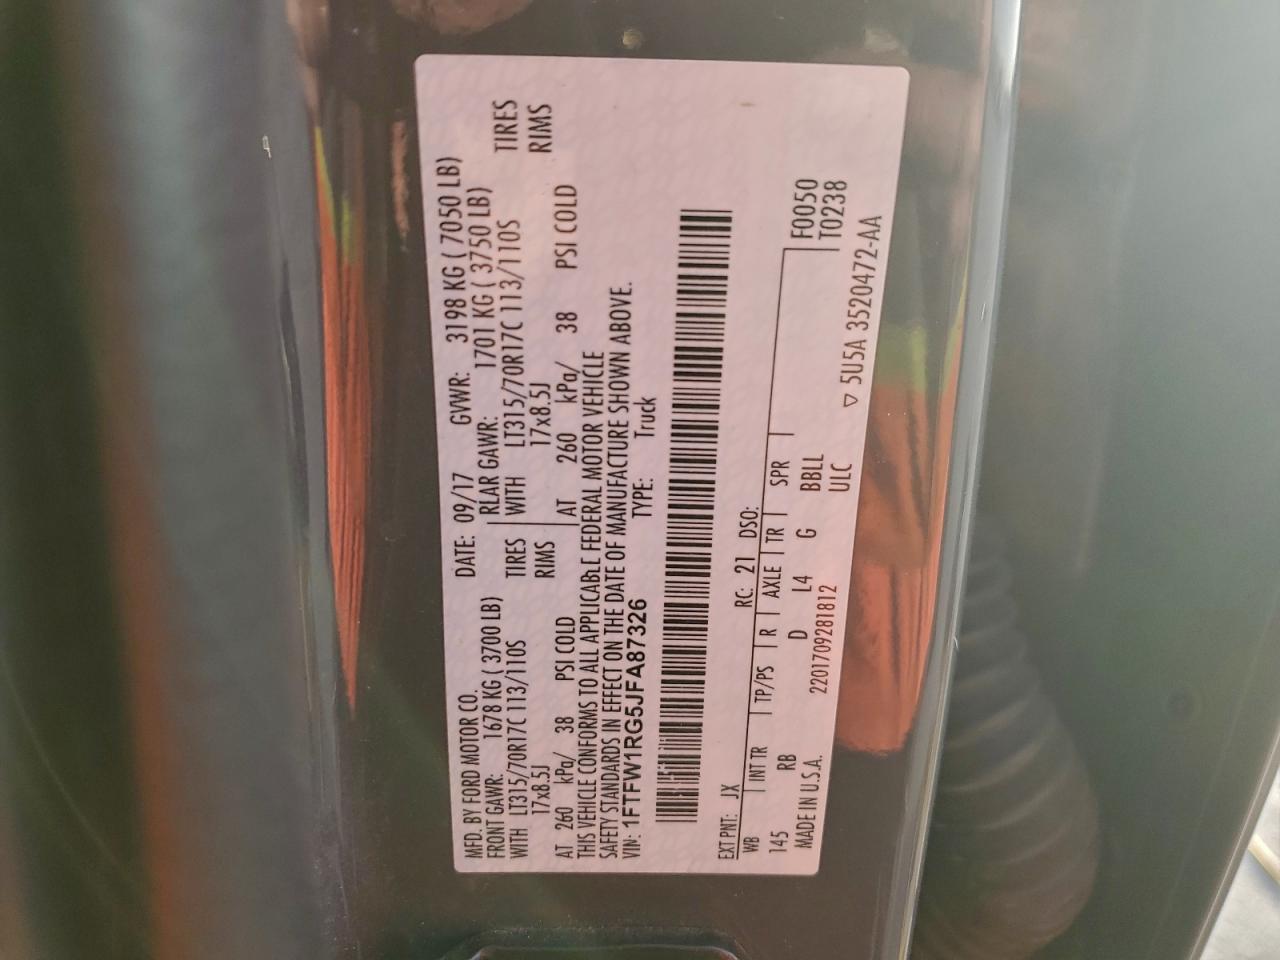 MFD. BY FORD MOTOR CO. DATE: 09/17 GVWR: 3198 KG ( 7050 LB)
FRONT GAWR: 1678 KG ( 3700 LB) RLAR GAWR: 1701 KG ( 3750 LB)
WITH LT315/70R17C 113/110S TIRES WITH LT315/70R17C 113/110S TIRES
17x8.5J RIMS 17x8.5J RIMS
AT 260 kPa/ 38 PSI COLD AT 260 kPa/ 38 PSI COLD
THIS VEHICLE CONFORMS TO ALL APPLICABLE FEDERAL MOTOR VEHICLE
SAFETY STANDARDS IN EFFECT ON THE DATE OF MANUFACTURE SHOWN ABOVE.
VIN: 1FTFW1RG5JFA87326 TYPE: Truck
EXT PNT: JX RC: 21 DSO:
WB INT TR TP/PS R AXLE TR SPR
145 RB D L4 G BBLL F0050
MADE IN U.S.A. 2201709281812 ULC T0238
▽ 5U5A 3520472-AA